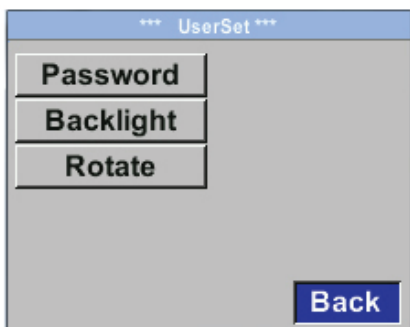 *** UserSet ***
Password
Backlight
Rotate
Back